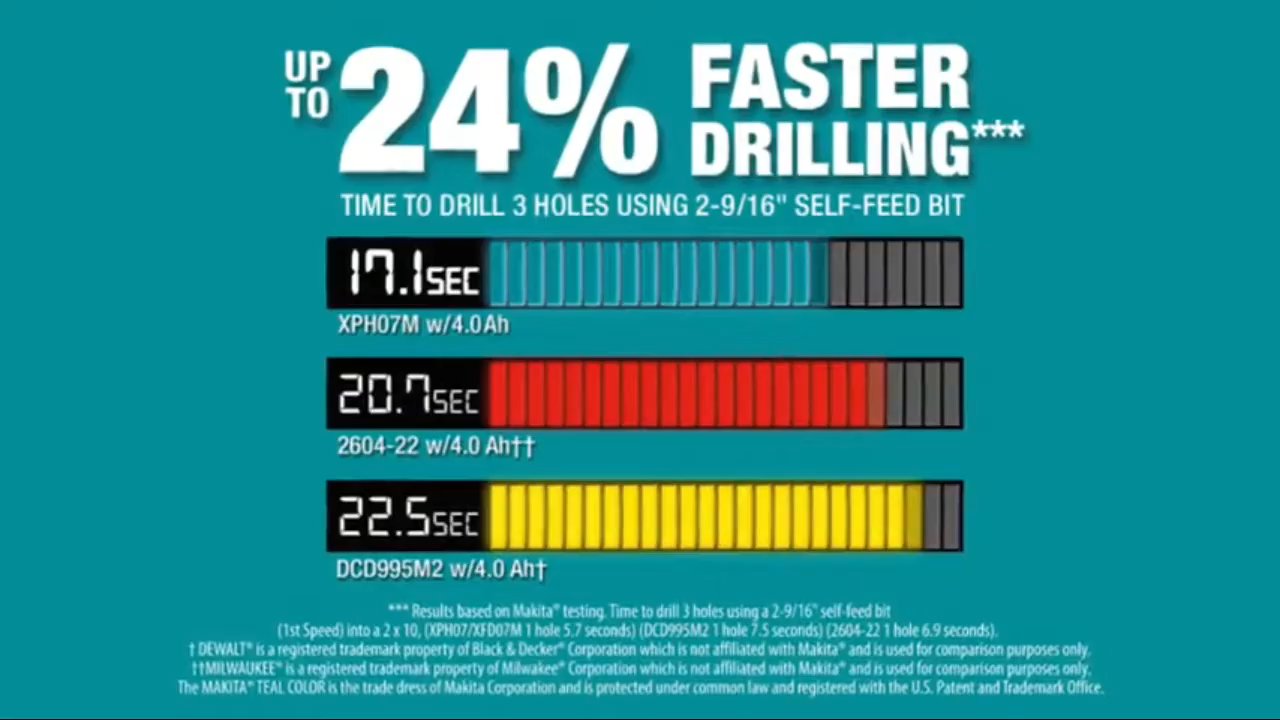 UP TO 24% FASTER DRILLING***
TIME TO DRILL 3 HOLES USING 2-9/16" SELF-FEED BIT
17.1SEC
XPH07M w/4.0Ah
20.7SEC
2604-22 w/4.0 Ah††
22.5SEC
DCD995M2 w/4.0 Ah†
*** Results based on Makita® testing. Time to drill 3 holes using a 2-9/16" self-feed bit
(1st Speed) into a 2 x 10, (XPH07/XFD07M 1 hole 5.7 seconds) (DCD995M2 1 hole 7.5 seconds) (2604-22 1 hole 6.9 seconds).
† DEWALT® is a registered trademark property of Black & Decker® Corporation which is not affiliated with Makita® and is used for comparison purposes only.
††MILWAUKEE™ is a registered trademark property of Milwakee® Corporation which is not affiliated with Makita® and is used for comparison purposes only.
The MAKITA® TEAL COLOR is the trade dress of Makita Corporation and is protected under common law and registered with the U.S. Patent and Trademark Office.